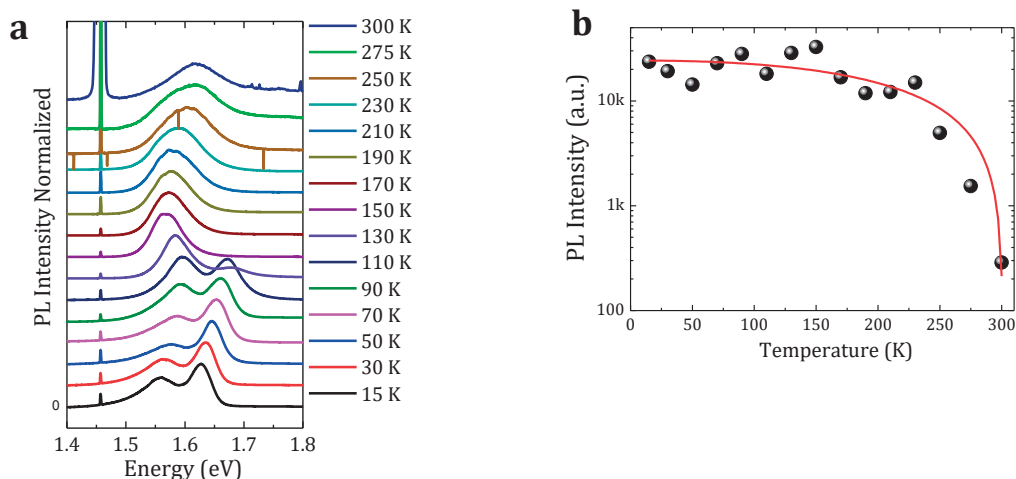 a
PL Intensity Normalized
0
1.4 1.5 1.6 1.7 1.8
Energy (eV)
300 K
275 K
250 K
230 K
210 K
190 K
170 K
150 K
130 K
110 K
90 K
70 K
50 K
30 K
15 K
b
PL Intensity (a.u.)
10k
1k
100
0 50 100 150 200 250 300
Temperature (K)